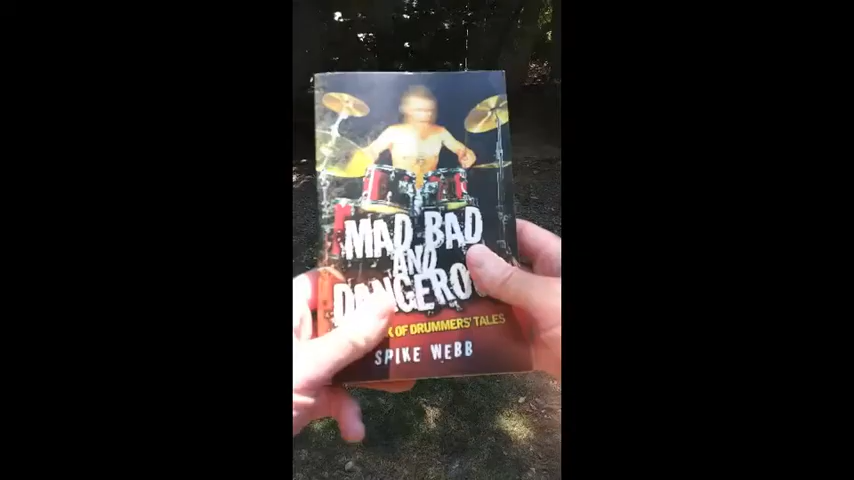 MAD BAD
AND
DANGERO
K OF DRUMMERS' TALES
SPIKE WEBB